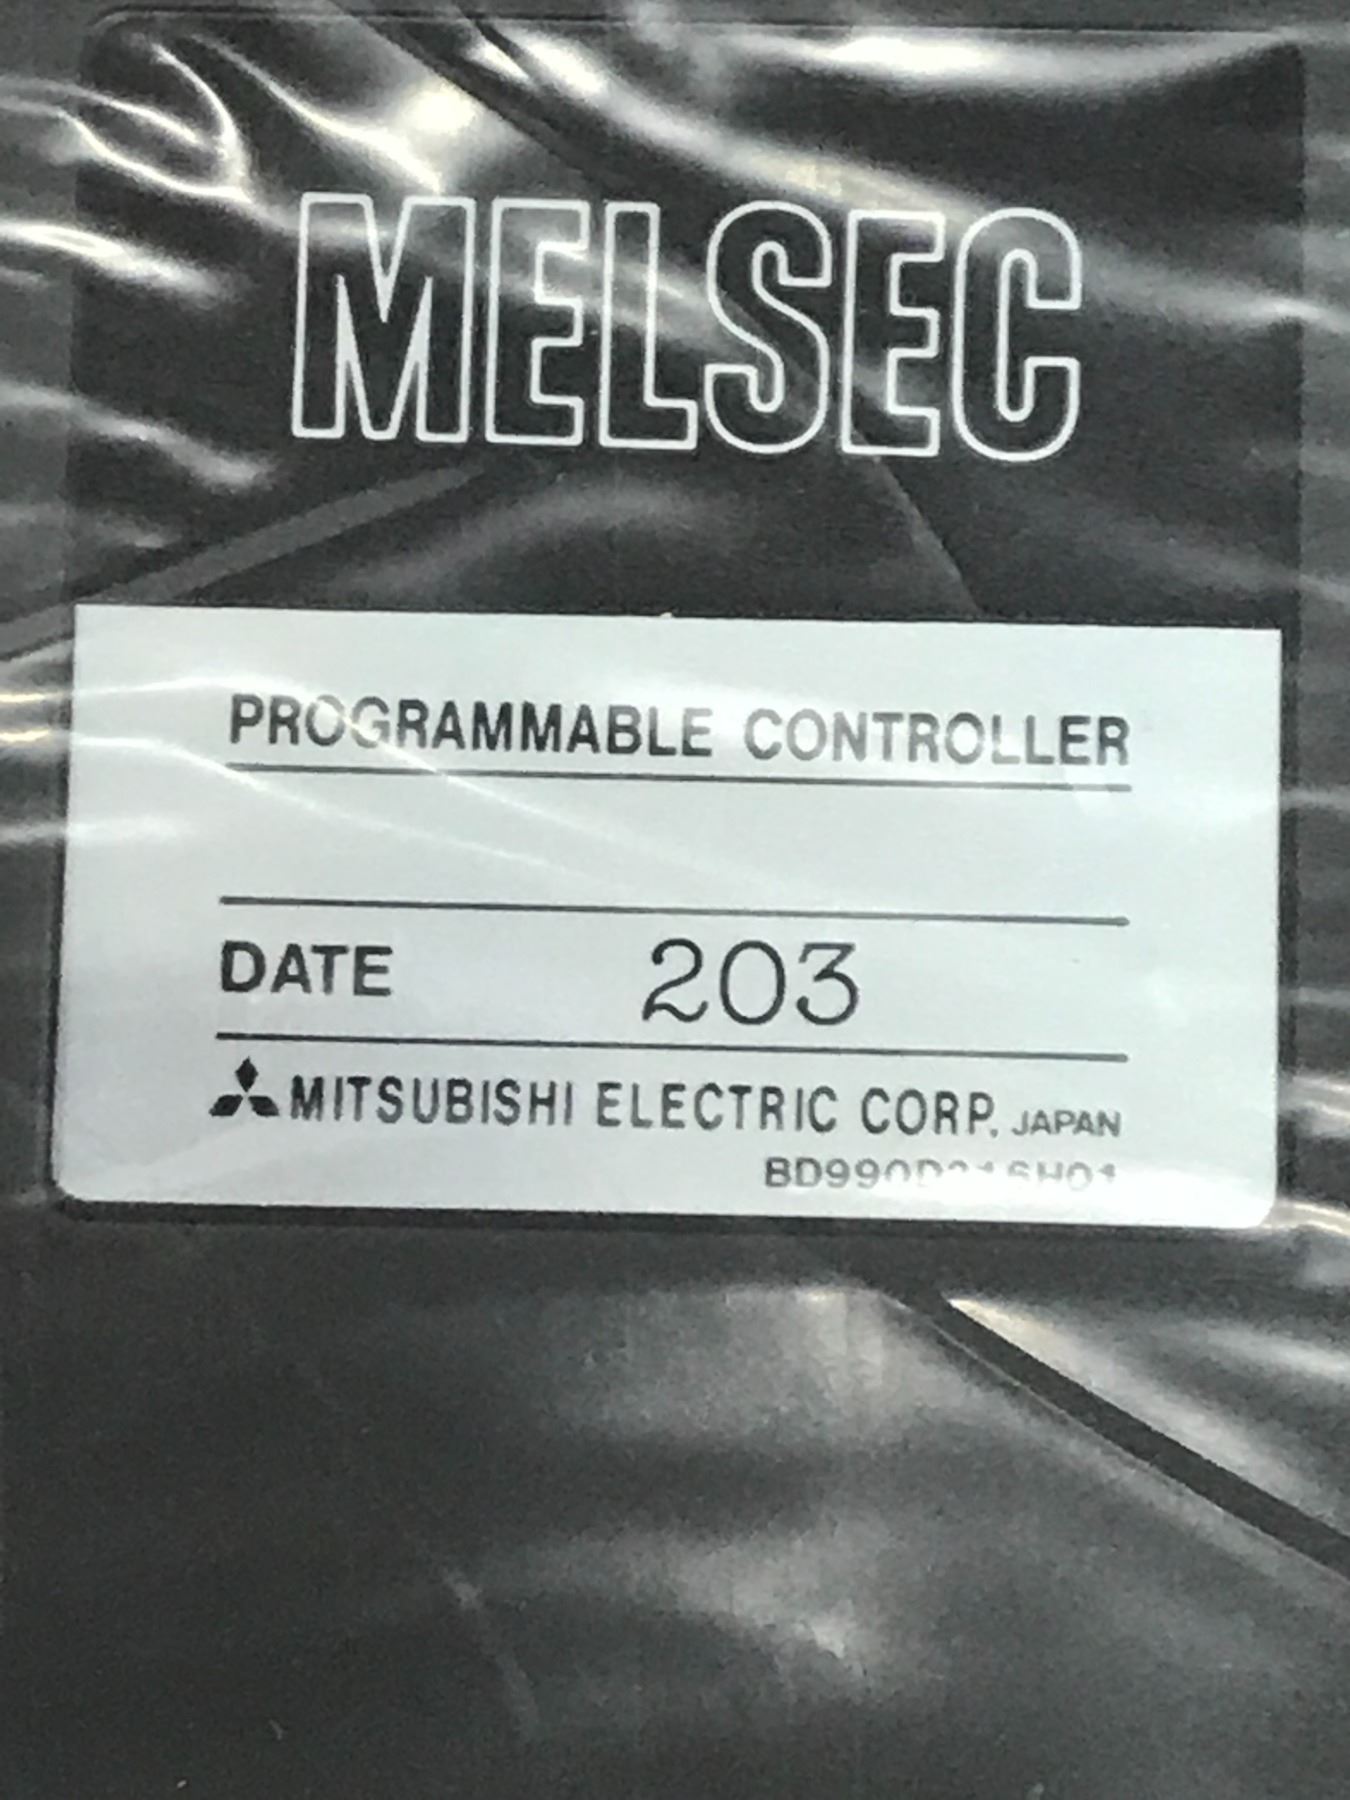 MELSEC
PROGRAMMABLE CONTROLLER
DATE 203
MITSUBISHI ELECTRIC CORP. JAPAN